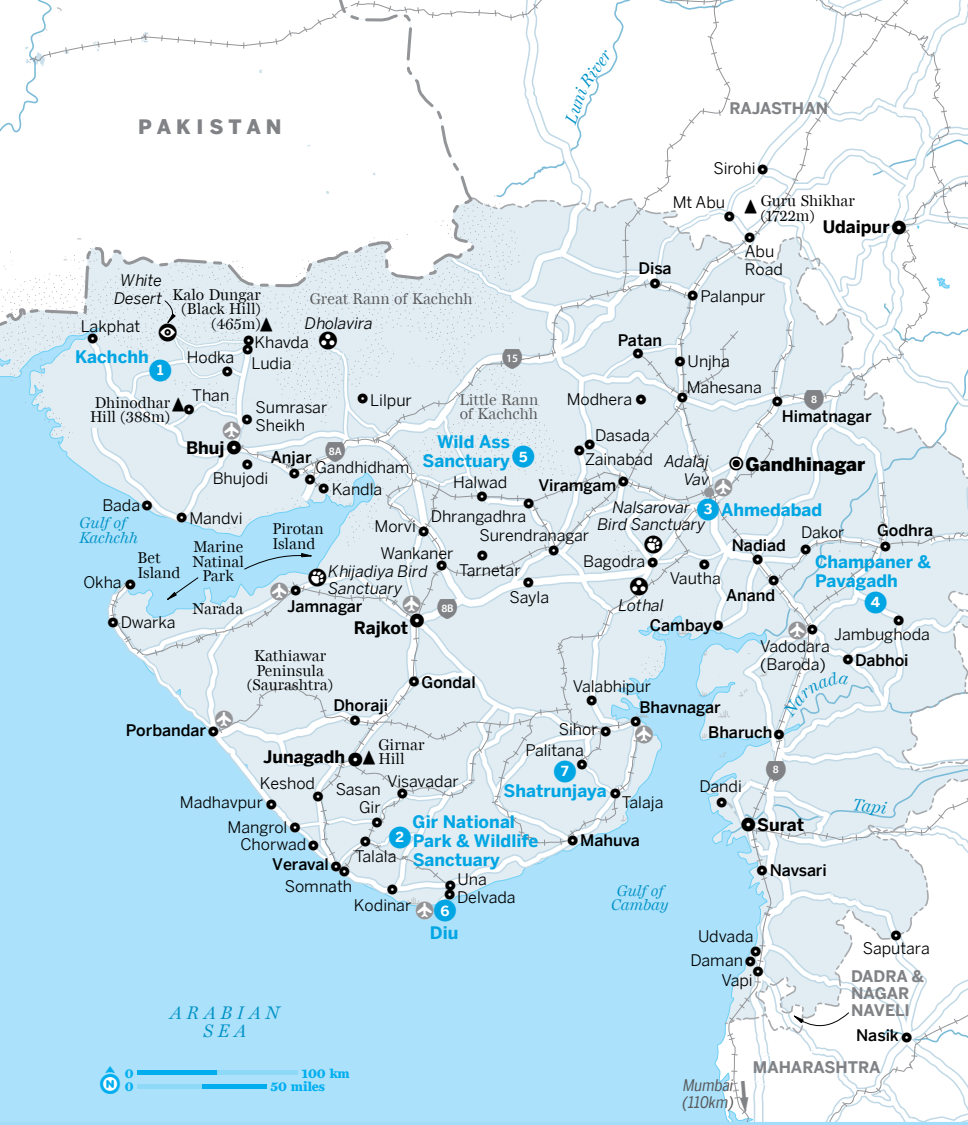 PAKISTAN
Luni River
RAJASTHAN
Sirohi
Mt Abu
Guru Shikhar
(1722m)
Udaipur
Abu
Road
Disa
Palanpur
White
Desert
Kalo Dungar
(Black Hill)
(465m)
Great Rann of Kachchh
Dholavira
Lakphat
Khavda
Ludia
Hodka
Kachchh
1
Than
Dhinodhar
Hill (388m)
Sumrasar
Sheikh
Lilpur
15
Patan
Unjha
Little Rann
of Kachchh
Modhera
Mahesana
8
Himatnagar
Bhuj
Bhujodi
Anjar
8A
Gandhidham
Kandla
Wild Ass
Sanctuary
5
Dasada
Zainabad
Adalaj
Vav
Gandhinagar
Halwad
Viramgam
Bada
Mandvi
Gulf of
Kachchh
Dhrangadhra
Nalsarovar
Bird Sanctuary
3
Ahmedabad
Morvi
Surendranagar
Pirotan
Island
Marine
Natinal
Park
Bet
Island
Wankaner
Tarnetar
Bagodra
Vautha
Nadiad
Dakor
Godhra
Champaner &
Pavagadh
4
Okha
Khijadiya Bird
Sanctuary
Sayla
Lothal
Anand
Narada
Jamnagar
8B
Dwarka
Rajkot
Cambay
Jambughoda
Vadodara
(Baroda)
Dabhoi
Kathiawar
Peninsula
(Saurashtra)
Gondal
Valabhipur
Narnada
Dhoraji
Bhavnagar
Porbandar
Sihor
Bharuch
Junagadh
Girnar
Hill
Palitana
7
Shatrunjaya
8
Keshod
Sasan
Gir
Visavadar
Talaja
Dandi
Tapi
Madhavpur
Mangrol
Chorwad
2
Gir National
Park & Wildlife
Sanctuary
Surat
Mahuva
Talala
Veraval
Somnath
Una
Delvada
Navsari
Kodinar
6
Diu
Gulf of
Cambay
Saputara
Udvada
Daman
Vapi
DADRA &
NAGAR
NAVELI
ARABIAN
SEA
Nasik
MAHARASHTRA
N
0 100 km
0 50 miles
Mumbai
(110km)